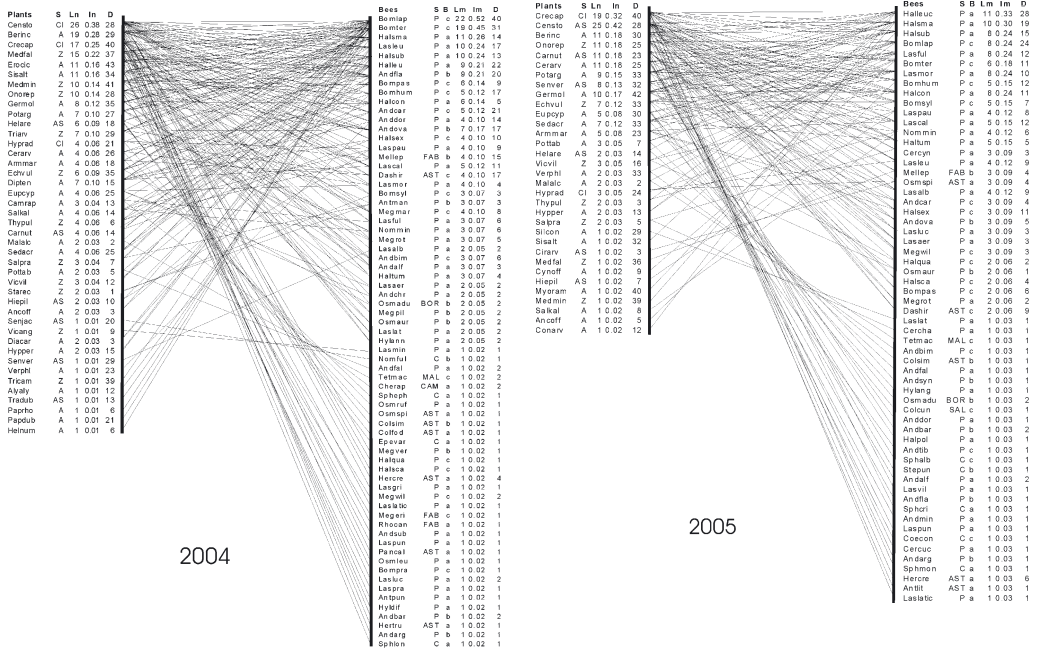 Plants S Ln In D
Censto CI 26 0.38 28
Berinc A 19 0.28 29
Crecap CI 17 0.25 40
Medfal Z 15 0.22 37
Erocic A 11 0.16 43
Sisalt A 11 0.16 34
Medmin Z 10 0.14 41
Onorep Z 10 0.14 28
Germol A 8 0.12 35
Potarg A 7 0.10 27
Helare AS 6 0.09 18
Triarv Z 7 0.10 29
Hyprad CI 4 0.06 21
Cerarv A 4 0.06 26
Ammar A 4 0.06 18
Echvul Z 6 0.09 35
Dipten A 7 0.10 15
Eupcyp A 4 0.06 25
Camrap A 3 0.04 13
Salkal A 4 0.06 14
Thypul Z 4 0.06 6
Carnut AS 4 0.06 14
Malalc A 2 0.03 2
Sedacr A 4 0.06 25
Salpra Z 3 0.04 7
Pottab A 2 0.03 5
Vicvil Z 3 0.04 12
Starec Z 2 0.03 1
Hiepil AS 2 0.03 10
Ancoff A 2 0.03 3
Senjac AS 1 0.01 20
Vicang Z 1 0.01 9
Diacar A 2 0.03 3
Hypper A 2 0.03 15
Senver AS 1 0.01 29
Verphl A 1 0.01 23
Tricam Z 1 0.01 39
Alyaly A 1 0.01 12
Tradub AS 1 0.01 13
Paprho A 1 0.01 6
Papdub A 1 0.01 21
Helnum A 1 0.01 6
Bees S B Lm Im D
Bomlap P c 22 0.52 40
Bomter P c 19 0.45 31
Halsma P a 11 0.26 14
Lasleu P a 10 0.24 17
Halsub P a 10 0.24 13
Halleu P a 9 0.21 22
Andfla P b 9 0.21 20
Bompas P c 6 0.14 9
Bomhum P c 5 0.12 17
Halcon P a 6 0.14 5
Andcar P c 5 0.12 21
Anddor P a 4 0.10 14
Andova P b 7 0.17 17
Halsex P c 4 0.10 10
Laspau P a 4 0.10 9
Mellep FAB b 4 0.10 15
Lascal P a 5 0.12 11
Dashir AST c 4 0.10 17
Lasmor P a 4 0.10 4
Bomsyl P c 3 0.07 3
Antman P b 3 0.07 3
Megmar P c 4 0.10 8
Lasful P a 3 0.07 6
Nommin P a 3 0.07 6
Megrot P a 3 0.07 5
Lasalb P a 2 0.05 2
Andbim P c 3 0.07 6
Andalf P a 3 0.07 3
Haltum P a 3 0.07 4
Lasaer P a 2 0.05 2
Andchr P a 2 0.05 2
Osmadu BOR b 2 0.05 2
Megpil P b 2 0.05 2
Osmaur P b 2 0.05 2
Laslat P a 2 0.05 2
Hylann P a 2 0.05 2
Lasmin P a 1 0.02 1
Nomful C b 1 0.02 1
Andfal P a 1 0.02 2
Tetmac MAL c 1 0.02 2
Cherap CAM a 1 0.02 2
Spheph C a 1 0.02 1
Osmruf P a 1 0.02 1
Osmspi AST a 1 0.02 1
Colsim AST b 1 0.02 1
Colfod AST a 1 0.02 1
Epevar C a 1 0.02 1
Megver P b 1 0.02 1
Halqua P c 1 0.02 1
Halsca P c 1 0.02 1
Hercre AST a 1 0.02 4
Lasgri P a 1 0.02 1
Megwil P c 1 0.02 2
Laslatic P a 1 0.02 1
Megeri FAB c 1 0.02 1
Rhocan FAB a 1 0.02 1
Andsub P a 1 0.02 1
Laspun P a 1 0.02 1
Pancal AST a 1 0.02 1
Osmleu P a 1 0.02 1
Bompra P c 1 0.02 1
Lasluc P a 1 0.02 2
Laspra P a 1 0.02 1
Antpun P a 1 0.02 1
Hyldif P a 1 0.02 1
Andbar P b 1 0.02 2
Hertru AST a 1 0.02 1
Andarg P b 1 0.02 1
Sphlon C a 1 0.02 1
2004
Plants S Ln In D
Crecap CI 19 0.32 40
Censto AS 25 0.42 28
Berinc A 11 0.18 30
Onorep Z 11 0.18 25
Carnut AS 11 0.18 23
Cerarv A 11 0.18 25
Potarg A 9 0.15 33
Senver AS 8 0.13 32
Germol A 10 0.17 42
Echvul Z 7 0.12 33
Eupcyp A 5 0.08 30
Sedacr A 7 0.12 33
Armmar A 5 0.08 23
Pottab A 3 0.05 7
Helare AS 2 0.03 14
Vicvil Z 3 0.05 16
Verphl A 2 0.03 33
Malalc A 2 0.03 2
Hyprad CI 3 0.05 24
Thypul Z 2 0.03 3
Hypper A 2 0.03 13
Salpra Z 2 0.03 5
Silcon A 1 0.02 29
Sisalt A 1 0.02 32
Cirarv AS 1 0.02 3
Medfal Z 1 0.02 36
Cynoff A 1 0.02 9
Hiepil AS 1 0.02 7
Myoram A 1 0.02 40
Medmin Z 1 0.02 39
Salkal A 1 0.02 8
Ancoff A 1 0.02 5
Conarv A 1 0.02 12
Bees S B Lm Im D
Halleuc P a 11 0.33 28
Halsma P a 10 0.30 19
Halsub P a 8 0.24 15
Bomlap P c 8 0.24 24
Lasful P a 8 0.24 12
Bomter P c 6 0.18 11
Lasmor P a 8 0.24 10
Bomhum P c 5 0.15 12
Halcon P a 8 0.24 11
Bomsyl P c 5 0.15 7
Laspau P a 4 0.12 8
Lascal P a 5 0.15 12
Nommin P a 4 0.12 6
Haltum P a 5 0.15 5
Cercyn P a 3 0.09 3
Lasleu P a 4 0.12 9
Mellep FAB b 3 0.09 4
Osmspi AST a 3 0.09 4
Lasalb P a 4 0.12 9
Andcar P c 3 0.09 4
Halsex P c 3 0.09 11
Andova P b 3 0.09 5
Lasluc P a 3 0.09 3
Lasaer P a 3 0.09 3
Megwil P c 3 0.09 3
Halqua P c 2 0.06 2
Osmaur P b 2 0.06 1
Halsca P c 2 0.06 4
Bompas P c 2 0.06 6
Megrot P a 2 0.06 2
Dashir AST c 2 0.06 9
Laslat P a 1 0.03 1
Cercha P a 1 0.03 1
Tetmac MAL c 1 0.03 1
Andbim P c 1 0.03 1
Colsim AST b 1 0.03 1
Andfal P a 1 0.03 1
Andsyn P b 1 0.03 1
Hylang P a 1 0.03 1
Osmadu BOR b 1 0.03 2
Colcun SAL c 1 0.03 1
Anddor P a 1 0.03 1
Andbar P b 1 0.03 2
Halpol P a 1 0.03 1
Andtib P c 1 0.03 1
Sphalb C c 1 0.03 1
Stepun C b 1 0.03 1
Andalf P a 1 0.03 2
Lasvil P a 1 0.03 1
Andfla P b 1 0.03 1
Sphcri C a 1 0.03 1
Andmin P a 1 0.03 1
Laspun P a 1 0.03 1
Coecon C c 1 0.03 1
Cercuc P a 1 0.03 1
Andarg P b 1 0.03 1
Sphmon C a 1 0.03 1
Hercre AST a 1 0.03 6
Antlit AST a 1 0.03 1
Laslatic P a 1 0.03 1
2005